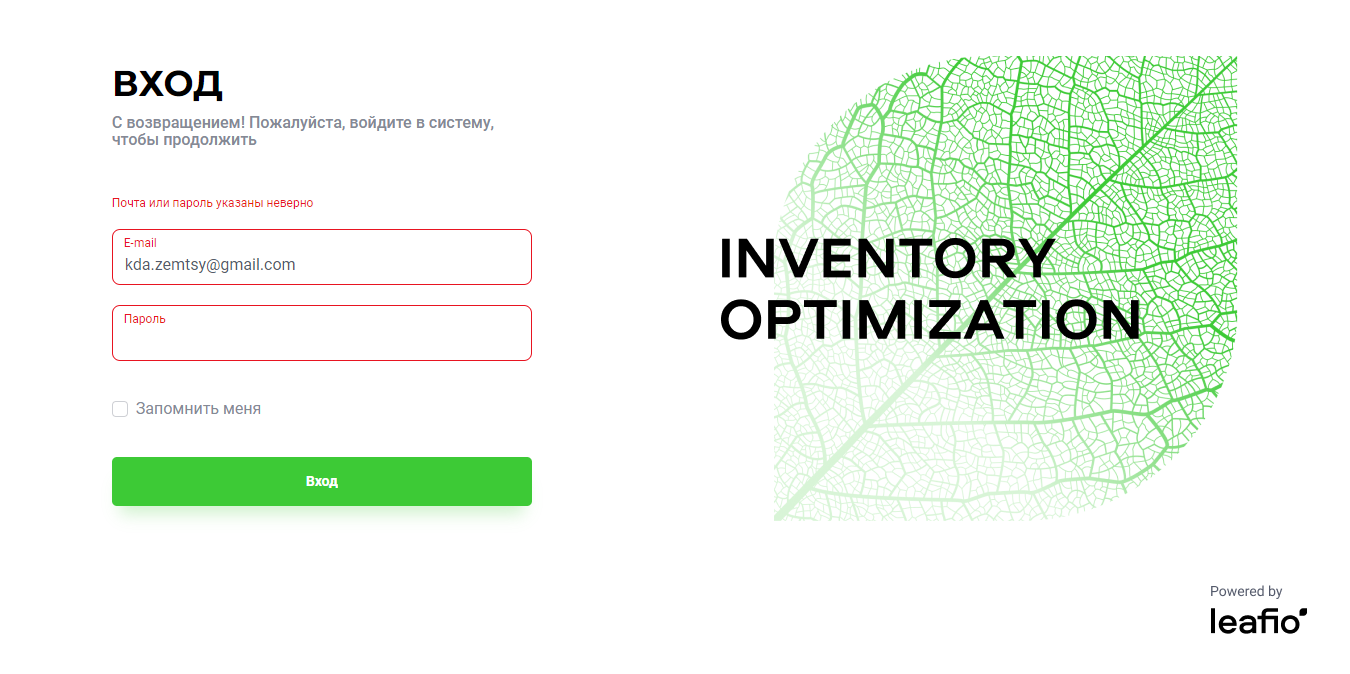 ВХОД
С возвращением! Пожалуйста, войдите в систему,
чтобы продолжить
Почта или пароль указаны неверно
E-mail
kda.zemtsy@gmail.com
Пароль
Запомнить меня
Вход
INVENTORY
OPTIMIZATION
Powered by
leafio